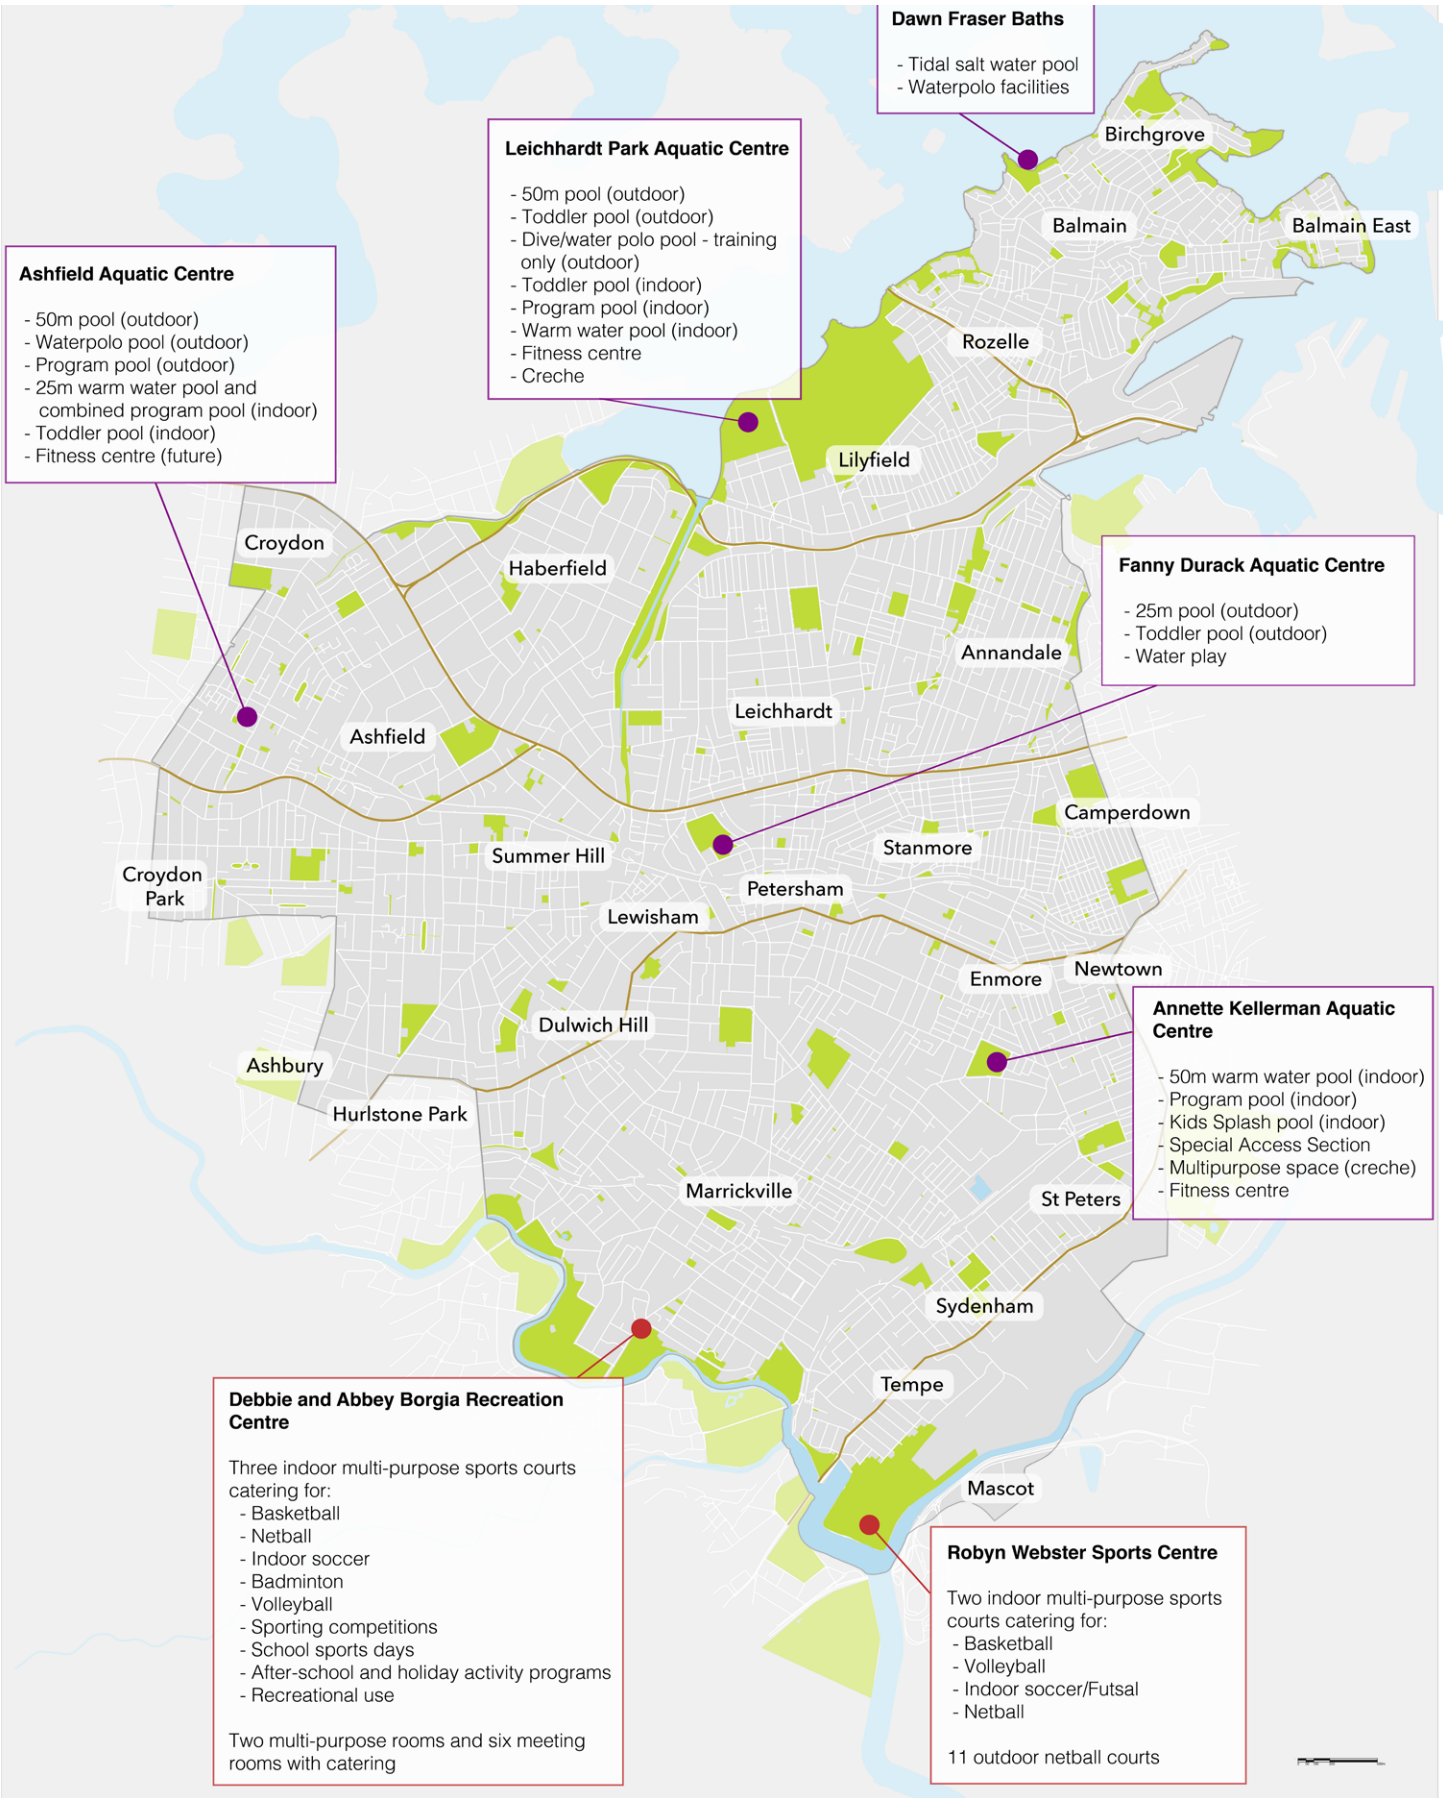 Dawn Fraser Baths
- Tidal salt water pool
- Waterpolo facilities
Birchgrove
Leichhardt Park Aquatic Centre
- 50m pool (outdoor)
- Toddler pool (outdoor)
- Dive/water polo pool - training
only (outdoor)
- Toddler pool (indoor)
- Program pool (indoor)
- Warm water pool (indoor)
- Fitness centre
- Creche
Balmain
Balmain East
Ashfield Aquatic Centre
- 50m pool (outdoor)
- Waterpolo pool (outdoor)
- Program pool (outdoor)
- 25m warm water pool and
combined program pool (indoor)
- Toddler pool (indoor)
- Fitness centre (future)
Rozelle
Lilyfield
Croydon
Haberfield
Fanny Durack Aquatic Centre
- 25m pool (outdoor)
- Toddler pool (outdoor)
- Water play
Annandale
Leichhardt
Ashfield
Camperdown
Stanmore
Summer Hill
Croydon
Park
Petersham
Lewisham
Newtown
Enmore
Dulwich Hill
Annette Kellerman Aquatic
Centre
- 50m warm water pool (indoor)
- Program pool (indoor)
- Kids Splash pool (indoor)
- Special Access Section
- Multipurpose space (creche)
- Fitness centre
Ashbury
Hurlstone Park
Marrickville
St Peters
Sydenham
Tempe
Debbie and Abbey Borgia Recreation
Centre
Three indoor multi-purpose sports courts
catering for:
- Basketball
- Netball
- Indoor soccer
- Badminton
- Volleyball
- Sporting competitions
- School sports days
- After-school and holiday activity programs
- Recreational use
Two multi-purpose rooms and six meeting
rooms with catering
Mascot
Robyn Webster Sports Centre
Two indoor multi-purpose sports
courts catering for:
- Basketball
- Volleyball
- Indoor soccer/Futsal
- Netball
11 outdoor netball courts